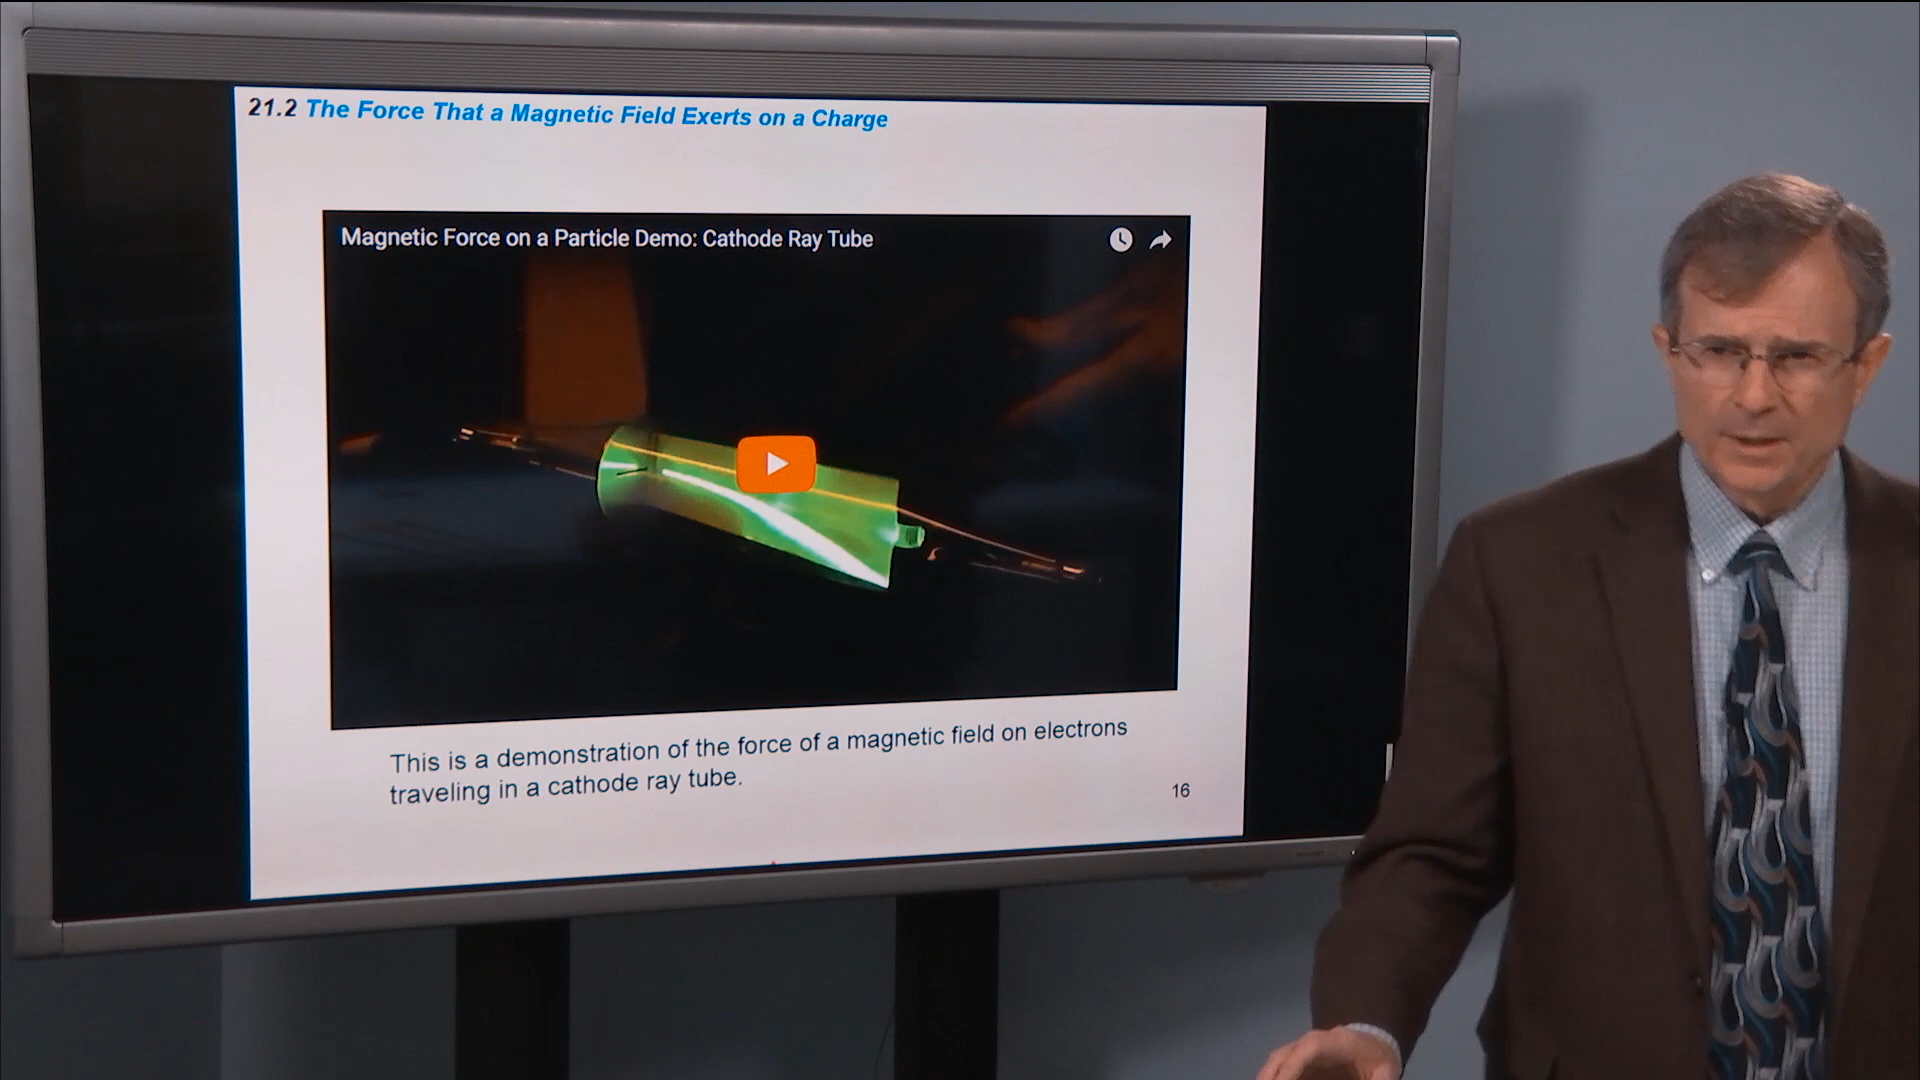 21.2 The Force That a Magnetic Field Exerts on a Charge
Magnetic Force on a Particle Demo: Cathode Ray Tube
This is a demonstration of the force of a magnetic field on electrons
traveling in a cathode ray tube.
16